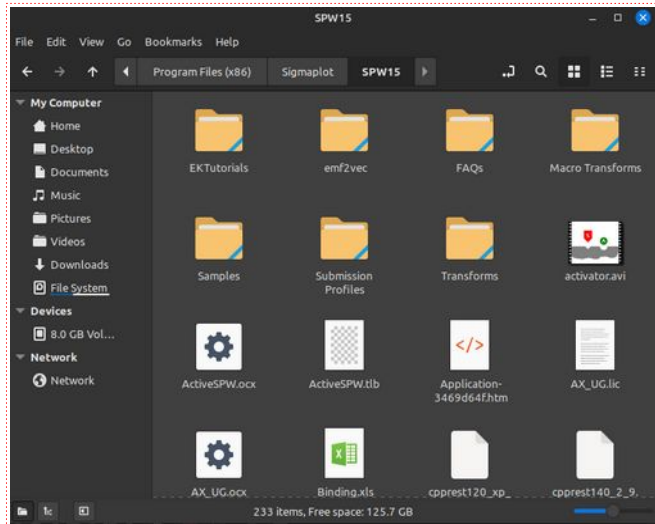 SPW15
File Edit View Go Bookmarks Help
Program Files (x86) Sigmaplot SPW15
My Computer
Home
Desktop
Documents
Music
Pictures
Videos
Downloads
File System
Devices
8.0 GB Vol...
Network
Network
EKTutorials emf2vec FAQs Macro Transforms
Samples Submission Profiles Transforms activator.avi
ActiveSPW.ocx ActiveSPW.tlb Application-3469d64f.htm AX_UG.lic
AX_UG.ocx Binding.xls cpprest120_xp_ cpprest140_2_9.
233 items, Free space: 125.7 GB